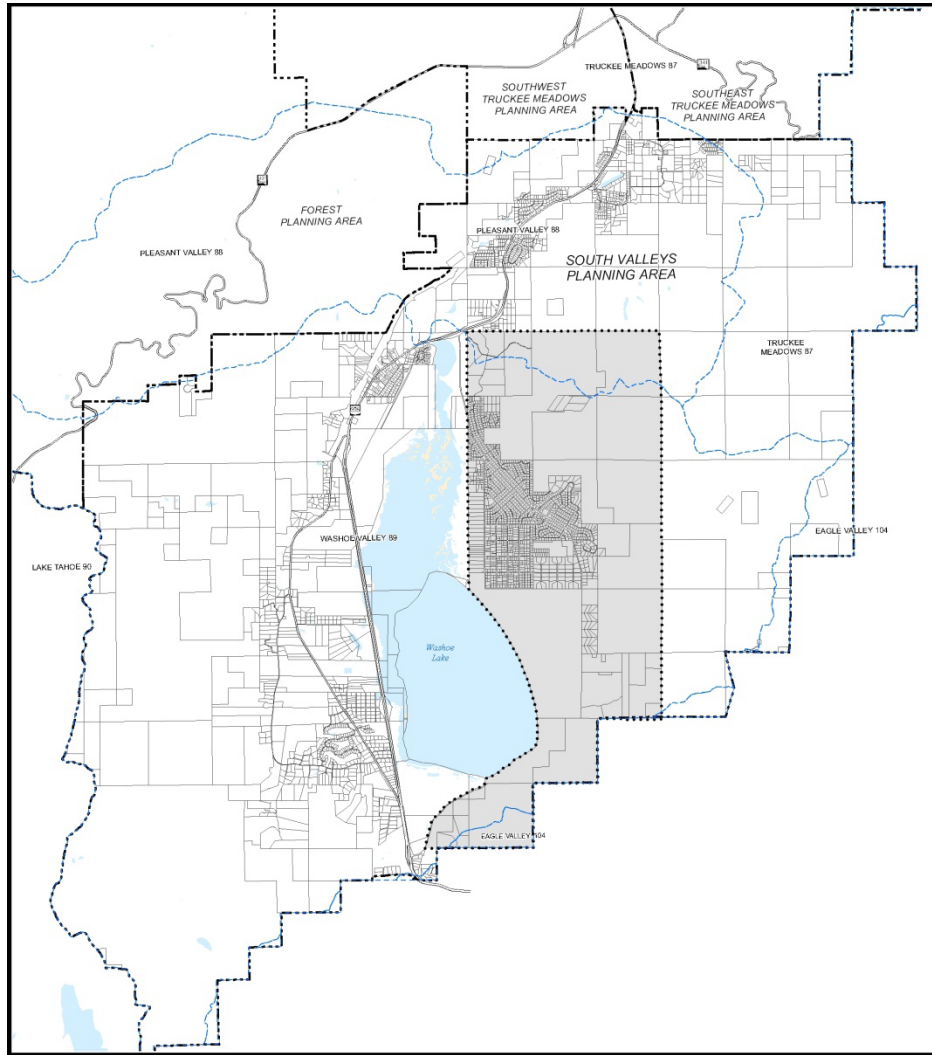 TRUCKEE MEADOWS 87
SOUTHWEST
TRUCKEE MEADOWS
PLANNING AREA
SOUTHEAST
TRUCKEE MEADOWS
PLANNING AREA
FOREST
PLANNING AREA
PLEASANT VALLEY 88
PLEASANT VALLEY 88
SOUTH VALLEYS
PLANNING AREA
TRUCKEE
MEADOWS 87
EAGLE VALLEY 104
WASHOE VALLEY 89
LAKE TAHOE 90
Washoe
Lake
EAGLE VALLEY 104